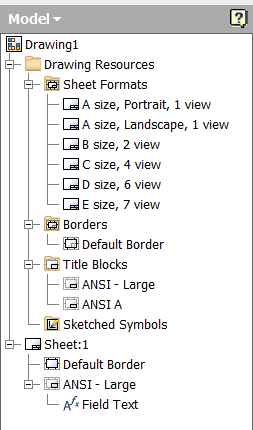 Model
Drawing1
Drawing Resources
Sheet Formats
A size, Portrait, 1 view
A size, Landscape, 1 view
B size, 2 view
C size, 4 view
D size, 6 view
E size, 7 view
Borders
Default Border
Title Blocks
ANSI - Large
ANSI A
Sketched Symbols
Sheet:1
Default Border
ANSI - Large
Field Text